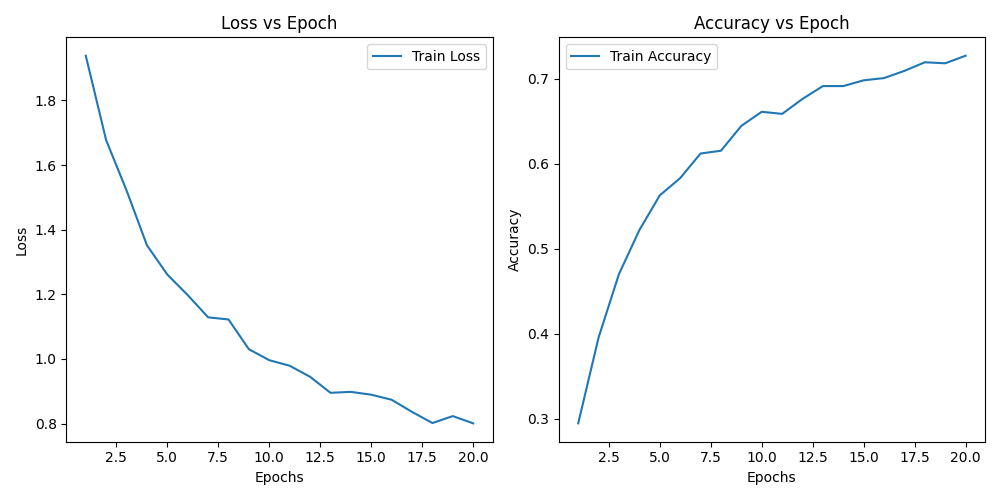 Loss vs Epoch
Train Loss
1.8
1.6
1.4
1.2
1.0
0.8
Loss
2.5 5.0 7.5 10.0 12.5 15.0 17.5 20.0
Epochs
Accuracy vs Epoch
Train Accuracy
0.7
0.6
0.5
0.4
0.3
Accuracy
2.5 5.0 7.5 10.0 12.5 15.0 17.5 20.0
Epochs